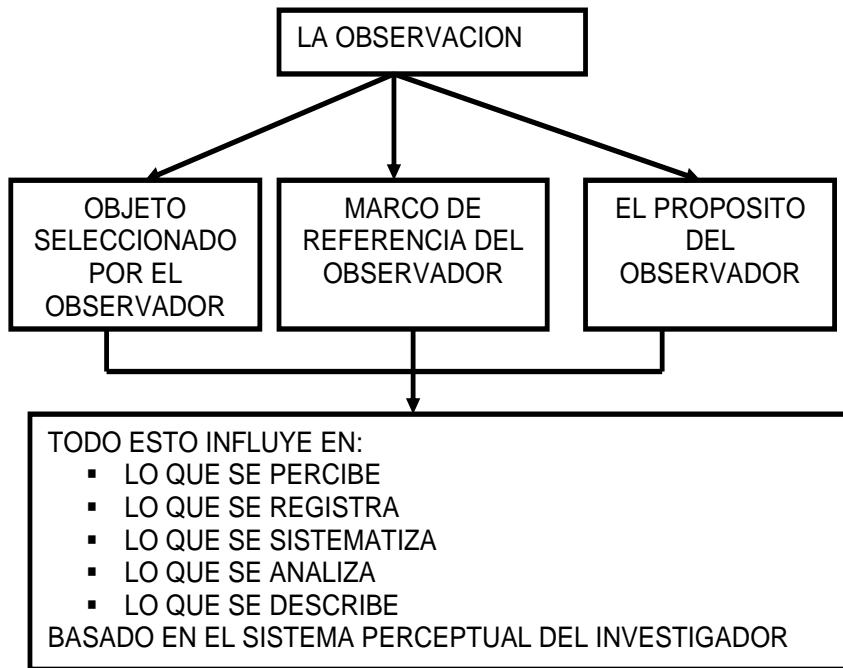 LA OBSERVACION
OBJETO
SELECCIONADO
POR EL
OBSERVADOR
MARCO DE
REFERENCIA DEL
OBSERVADOR
EL PROPOSITO
DEL
OBSERVADOR
TODO ESTO INFLUYE EN:
▪ LO QUE SE PERCIBE
▪ LO QUE SE REGISTRA
▪ LO QUE SE SISTEMATIZA
▪ LO QUE SE ANALIZA
▪ LO QUE SE DESCRIBE
BASADO EN EL SISTEMA PERCEPTUAL DEL INVESTIGADOR